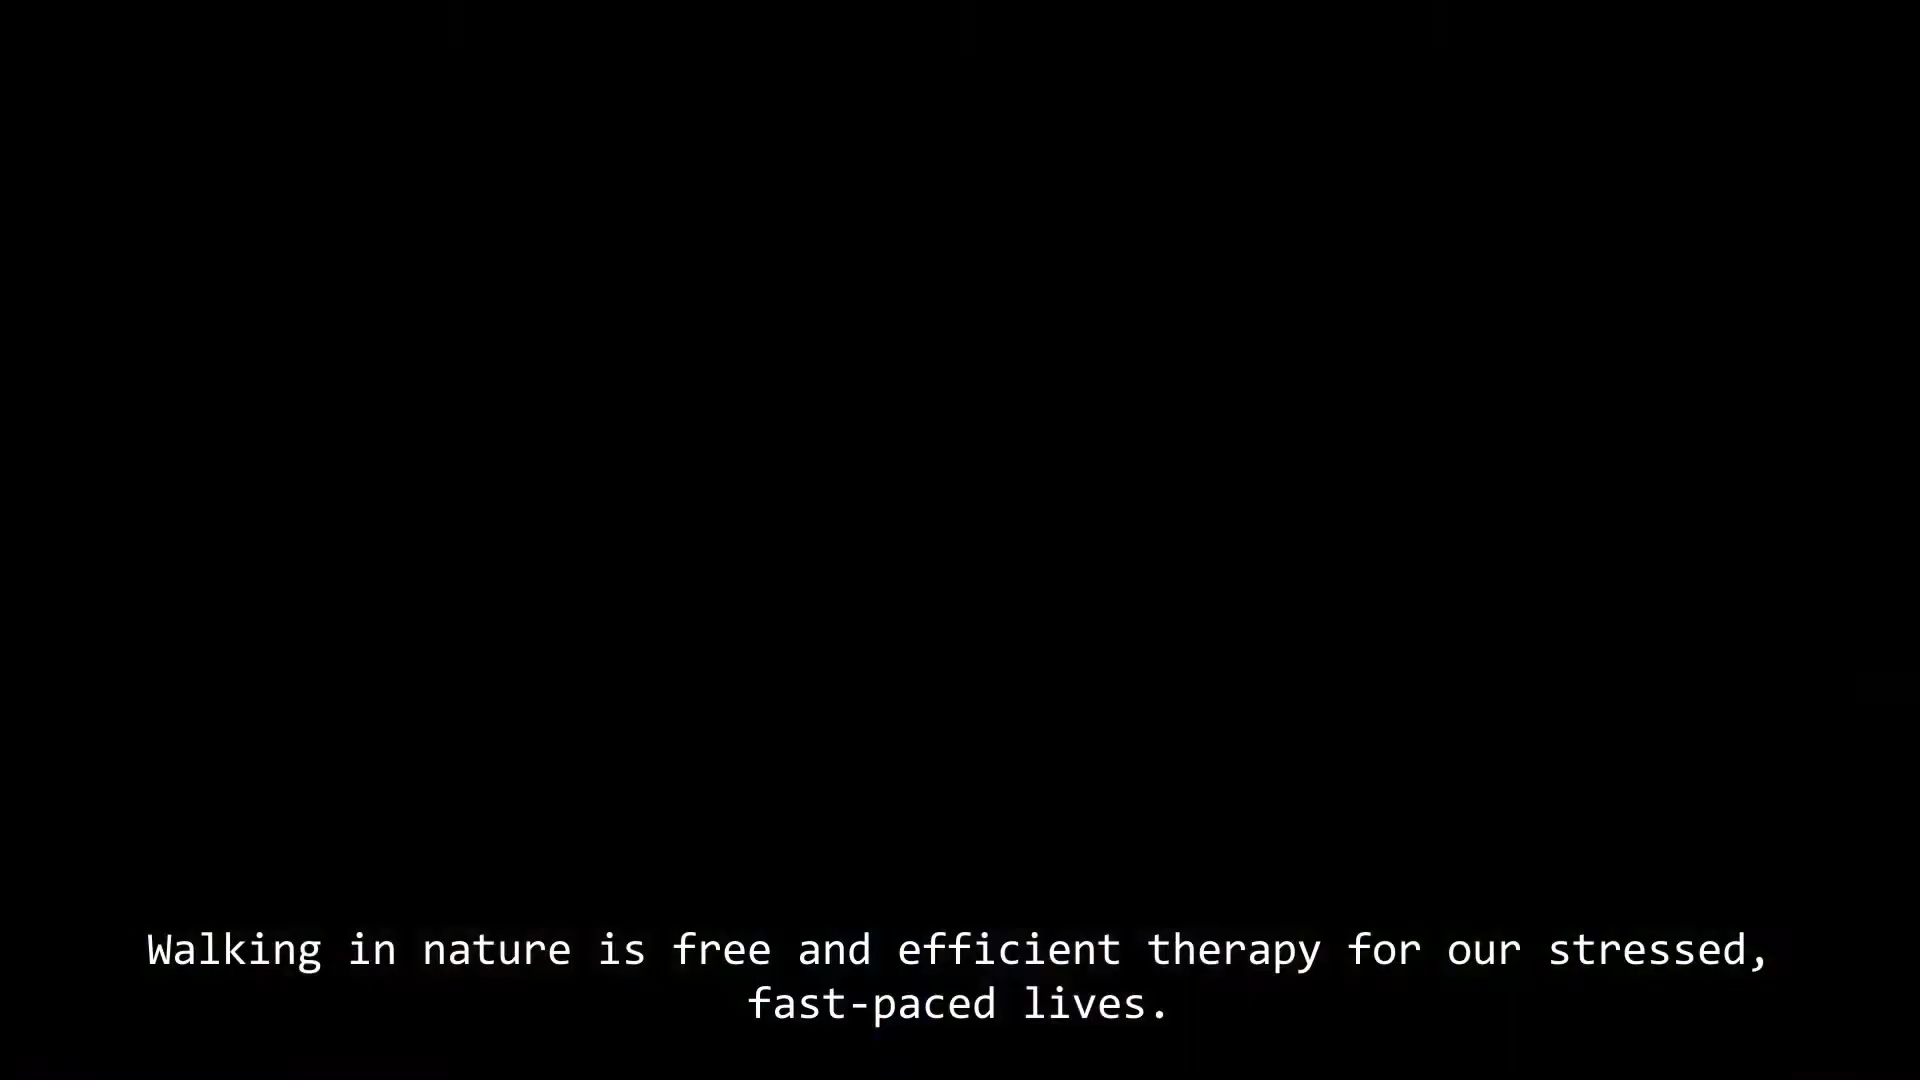 Walking in nature is free and efficient therapy for our stressed,
fast-paced lives.